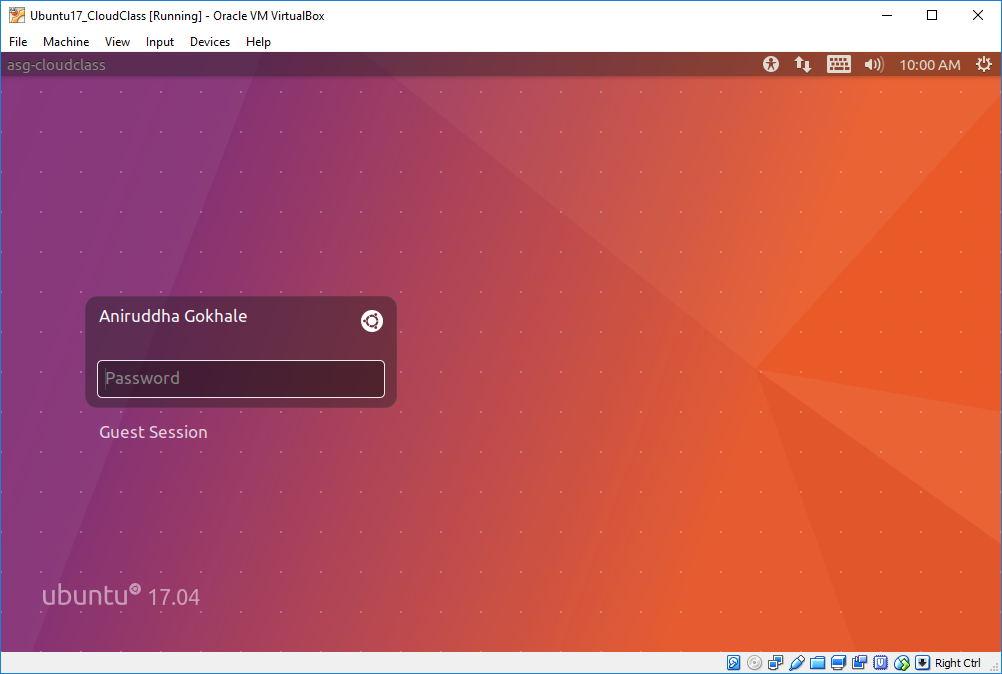 Ubuntu17_CloudClass [Running] - Oracle VM VirtualBox
File Machine View Input Devices Help
asg-cloudclass 10:00 AM
Aniruddha Gokhale
Password
Guest Session
ubuntu 17.04
Right Ctrl